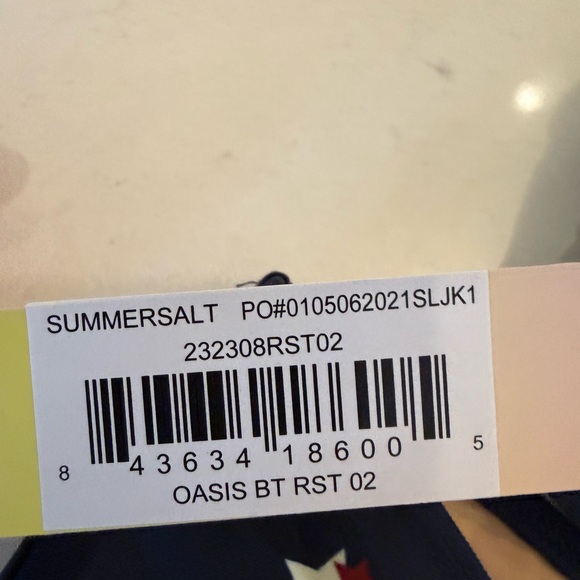 SUMMERSALT PO#0105062021SLJK1
232308RST02
8 43634 18600 5
OASIS BT RST 02